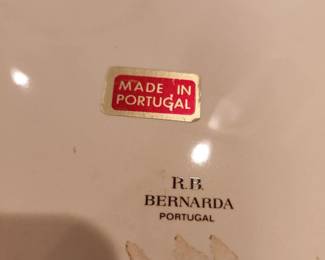 MADE IN
PORTUGAL
R.B.
BERNARDA
PORTUGAL